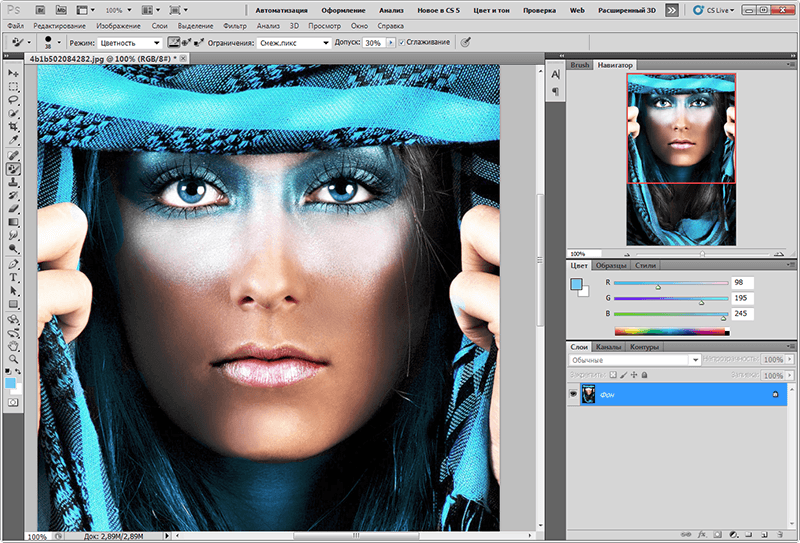 Ps Br Mb 100% Автоматизация Оформление Анализ Новое в CS 5 Цвет и тон Проверка Web Расширенный 3D CS Live
Файл Редактирование Изображение Слои Выделение Фильтр Анализ 3D Просмотр Окно Справка
38 Режим: Цветность Ограничения: Смеж.пикс Допуск: 30% Сглаживание
4b1b502084282.jpg @ 100% (RGB/8#) *
Brush Навигатор
100%
Цвет Образцы Стили
R 98
G 195
B 245
Слои Каналы Контуры
Обычные Непрозрачность: 100%
Закрепить: Заливка: 100%
Фон
100% Док: 2,89M/2,89M